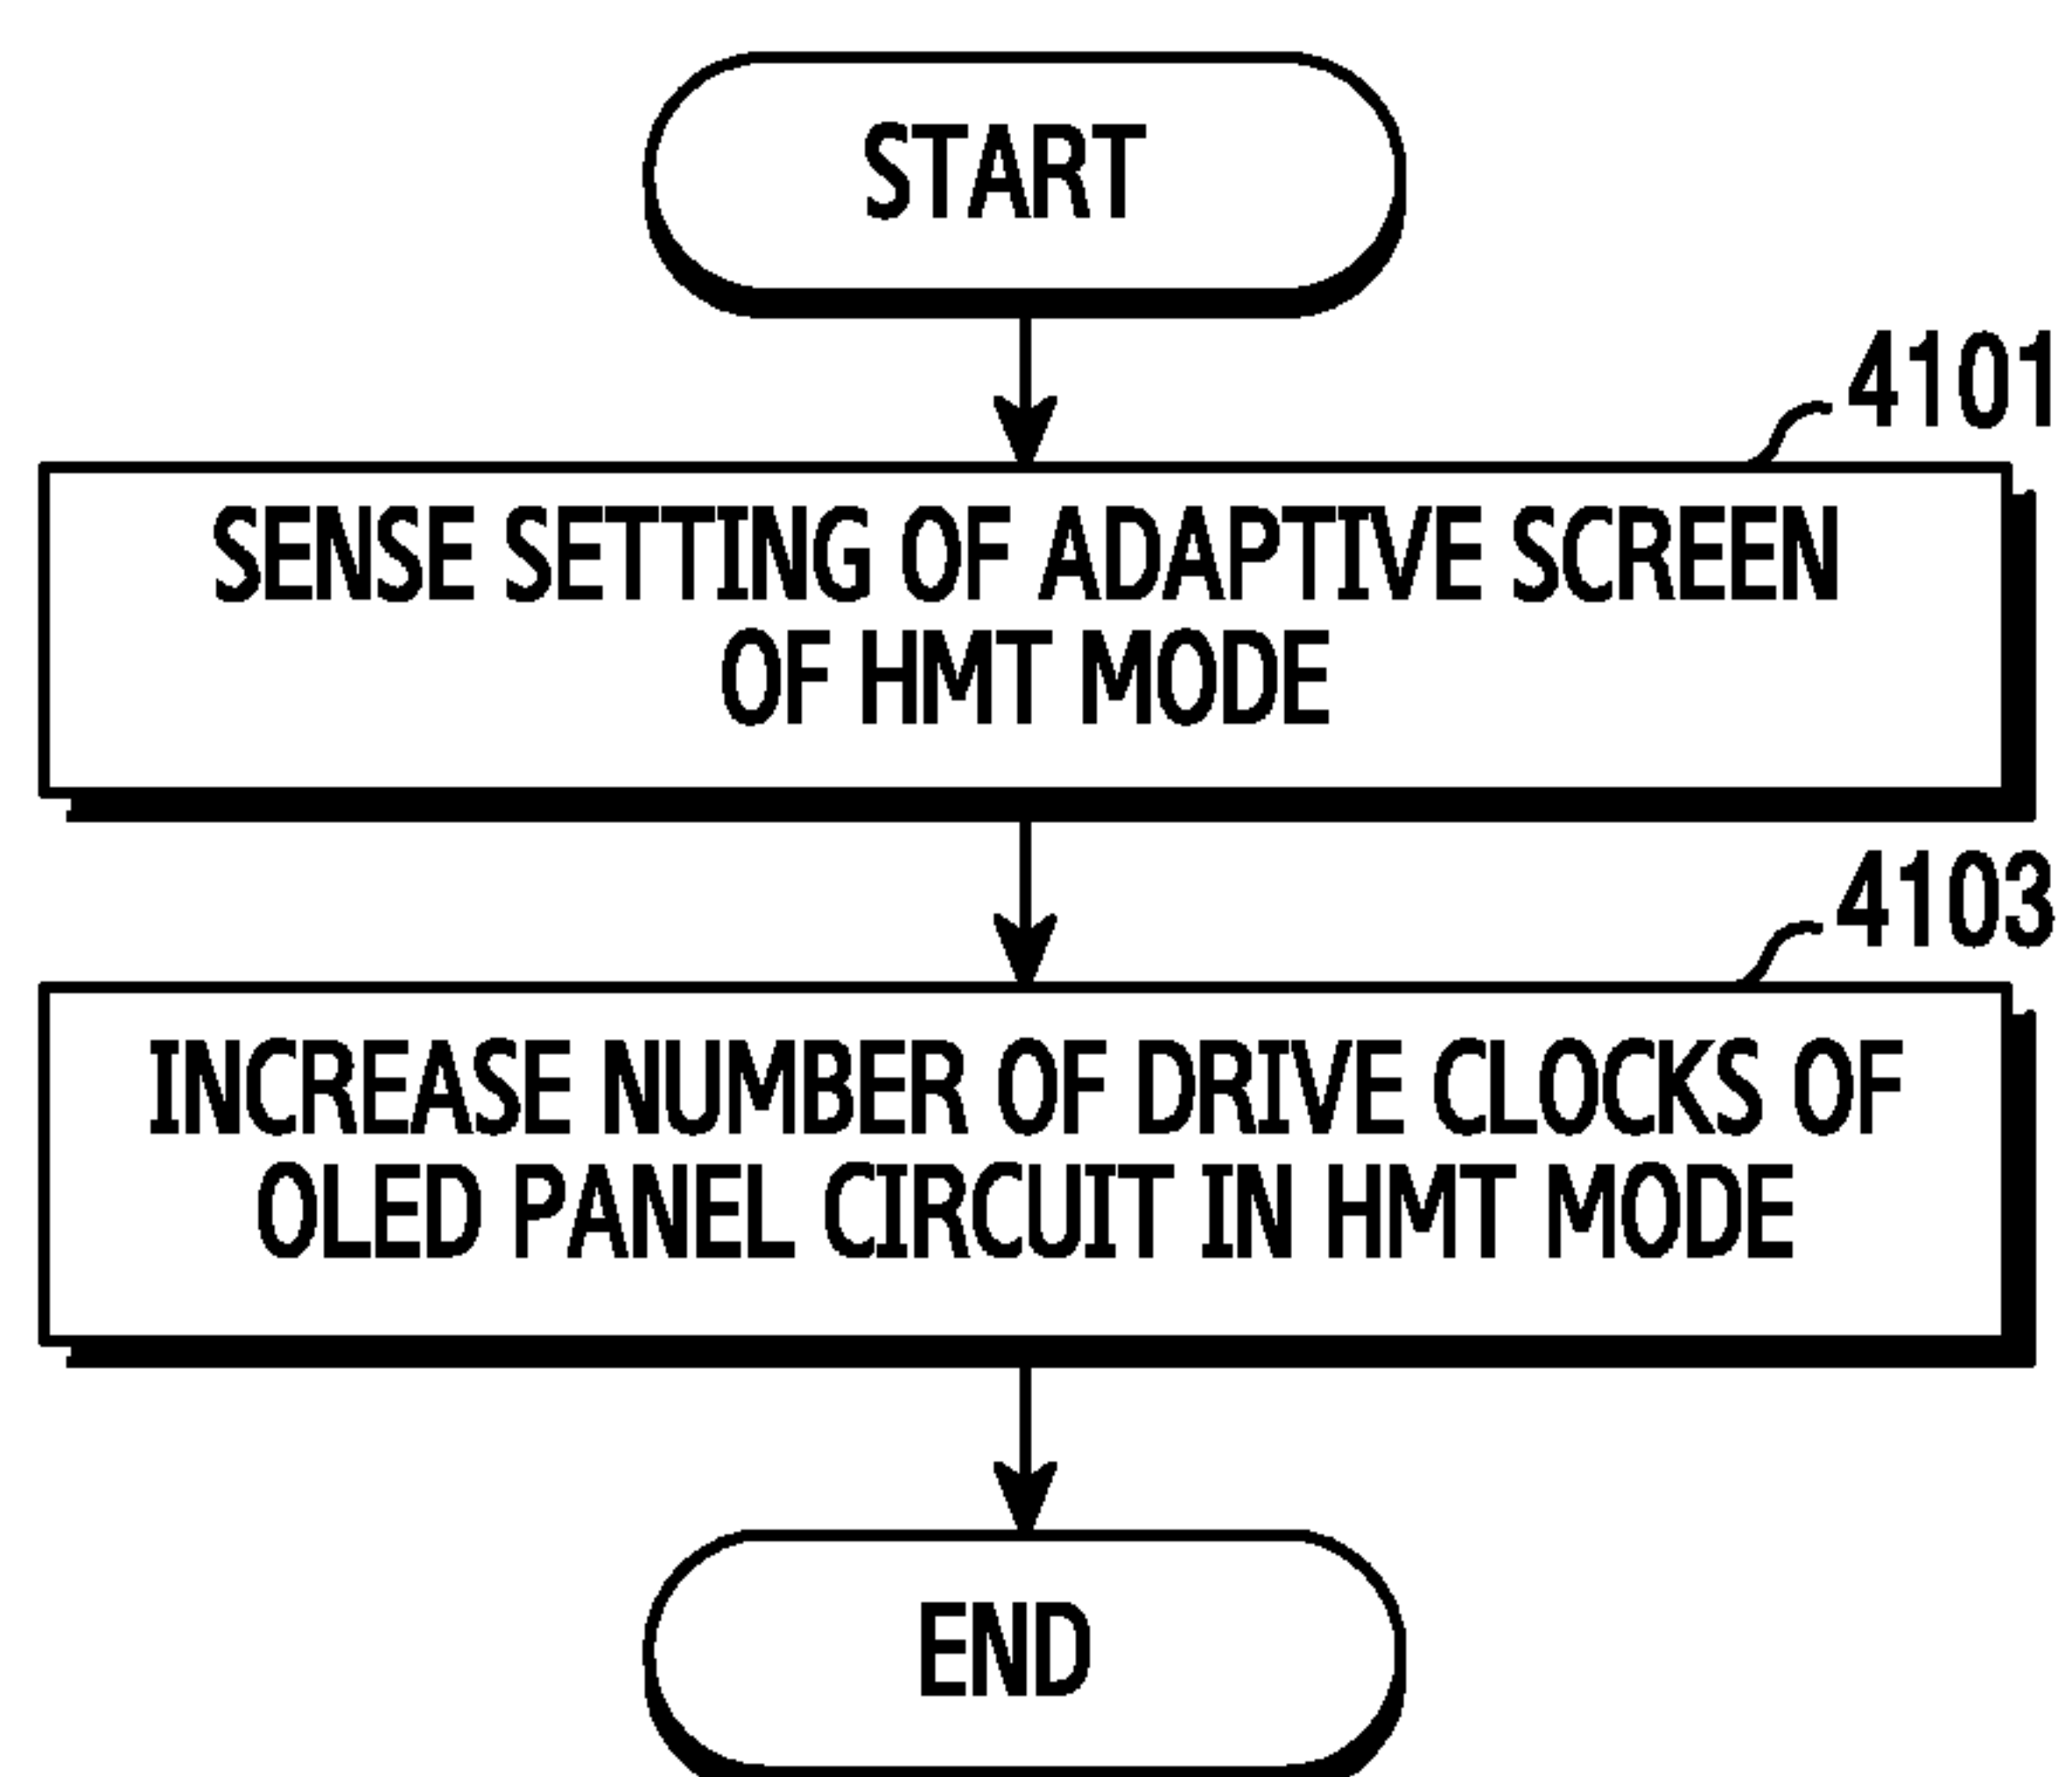 START
4101
SENSE SETTING OF ADAPTIVE SCREEN
OF HMT MODE
4103
INCREASE NUMBER OF DRIVE CLOCKS OF
OLED PANEL CIRCUIT IN HMT MODE
END